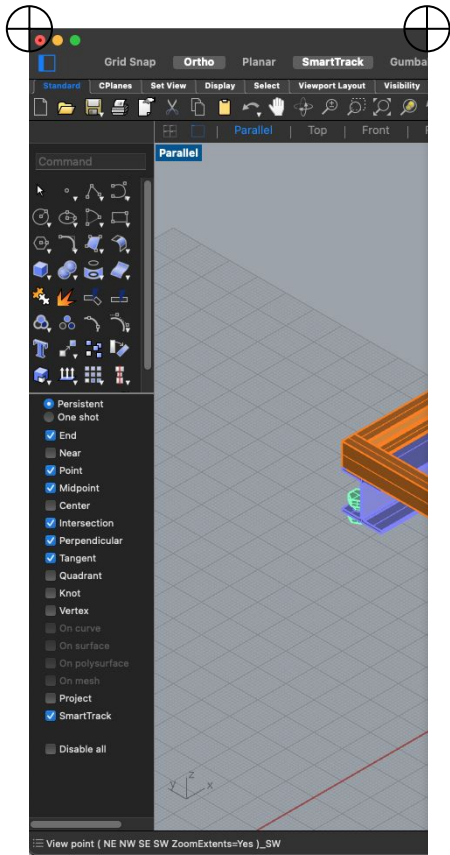 Grid Snap Ortho Planar SmartTrack Gumba
Standard CPlanes Set View Display Select Viewport Layout Visibility
Parallel Top Front
Command
Parallel
Persistent
One shot
End
Near
Point
Midpoint
Center
Intersection
Perpendicular
Tangent
Quadrant
Knot
Vertex
On curve
On surface
On polysurface
On mesh
Project
SmartTrack
Disable all
z
y x
View point ( NE NW SE SW ZoomExtents=Yes )_SW